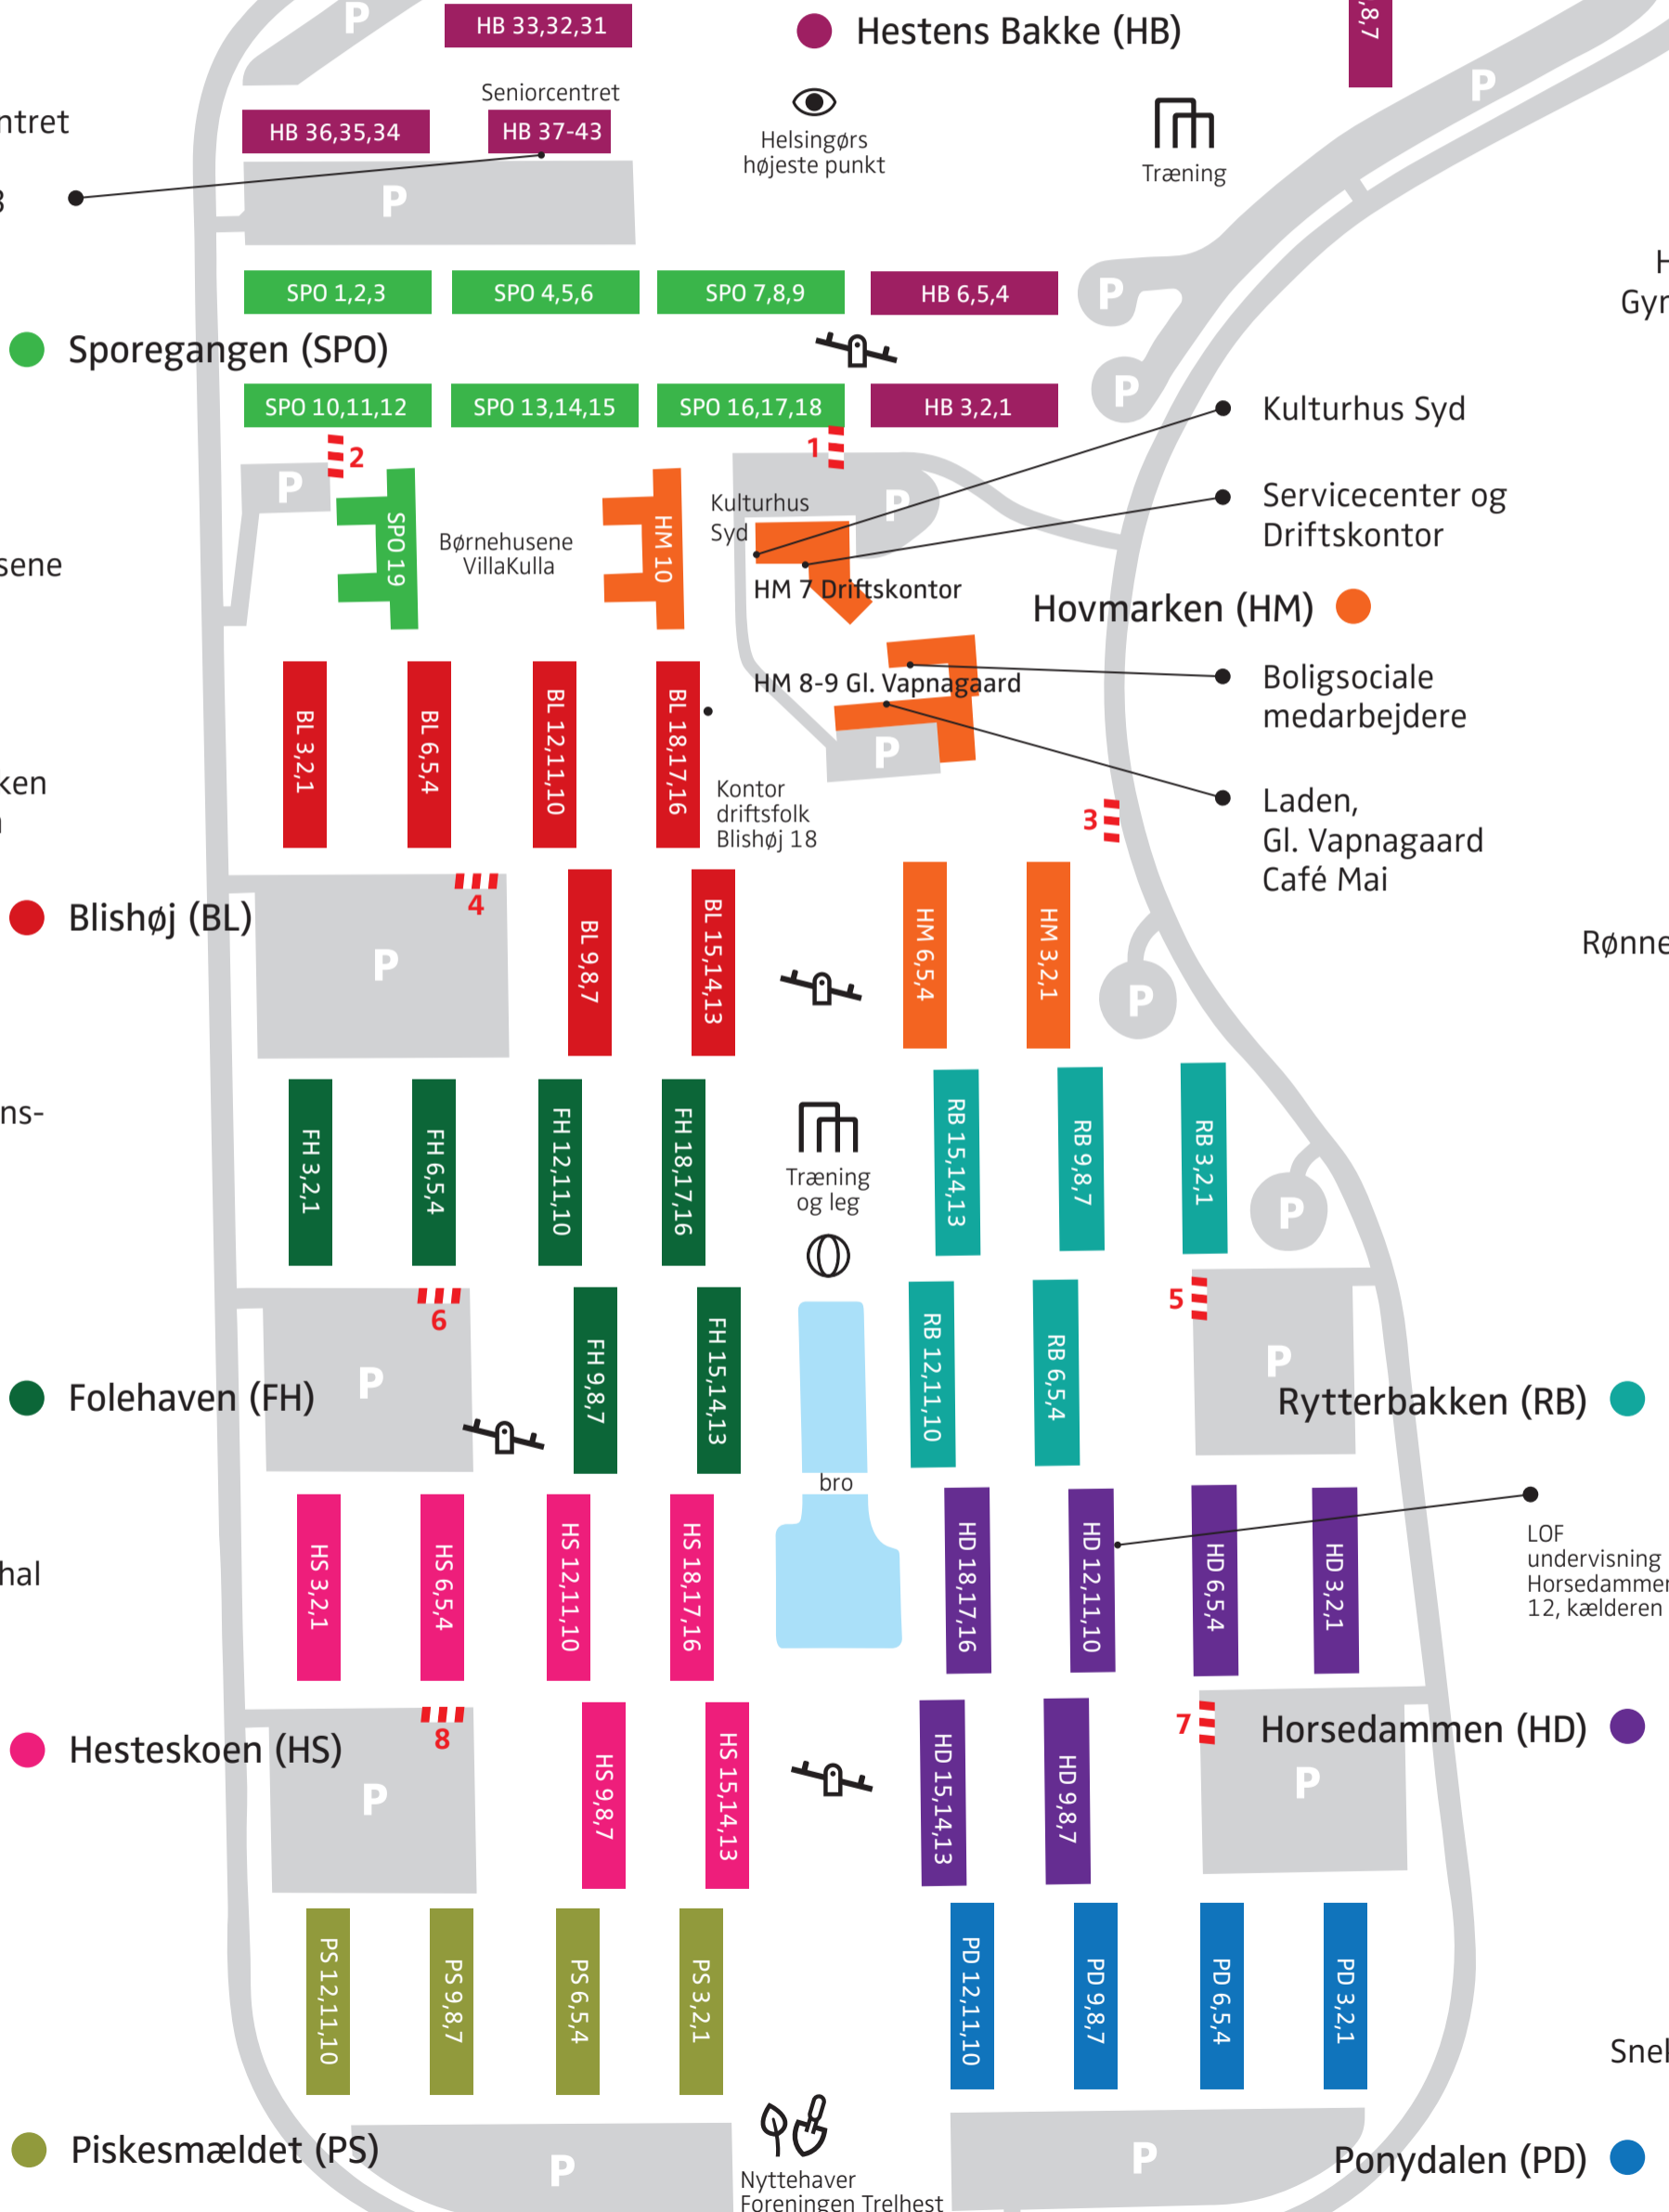 P
HB 33,32,31
Hestens Bakke (HB)
,8,7
P
Seniorcentret
HB 36,35,34
HB 37-43
Helsingørs
højeste punkt
Træning
ntret
P
SPO 1,2,3
SPO 4,5,6
SPO 7,8,9
HB 6,5,4
P
Gyr
Sporegangen (SPO)
P
SPO 10,11,12
SPO 13,14,15
SPO 16,17,18
HB 3,2,1
Kulturhus Syd
2
1
P
SPO 19
Børnehusene
VillaKulla
HM 10
Kulturhus
Syd
P
Servicecenter og
Driftskontor
sene
HM 7 Driftskontor
Hovmarken (HM)
HM 8-9 Gl. Vapnagaard
Boligsociale
medarbejdere
P
BL 3,2,1
BL 6,5,4
BL 12,11,10
BL 18,17,16
Kontor
driftsfolk
Blishøj 18
ken
3
Laden,
Gl. Vapnagaard
Café Mai
4
Blishøj (BL)
P
BL 9,8,7
BL 15,14,13
HM 6,5,4
HM 3,2,1
P
Rønne
ns-
FH 3,2,1
FH 6,5,4
FH 12,11,10
FH 18,17,16
Træning
og leg
RB 15,14,13
RB 9,8,7
RB 3,2,1
P
6
5
Folehaven (FH)
P
FH 9,8,7
FH 15,14,13
RB 12,11,10
RB 6,5,4
P
Rytterbakken (RB)
bro
hal
HS 3,2,1
HS 6,5,4
HS 12,11,10
HS 18,17,16
HD 18,17,16
HD 12,11,10
HD 6,5,4
HD 3,2,1
LOF
undervisning
Horsedammer
12, kælderen
8
7
Hesteskoen (HS)
P
HS 9,8,7
HS 15,14,13
HD 15,14,13
HD 9,8,7
Horsedammen (HD)
P
PS 12,11,10
PS 9,8,7
PS 6,5,4
PS 3,2,1
PD 12,11,10
PD 9,8,7
PD 6,5,4
PD 3,2,1
Snel
Piskesmældet (PS)
P
Nyttehaver
Foreningen Trelhest
P
Ponydalen (PD)